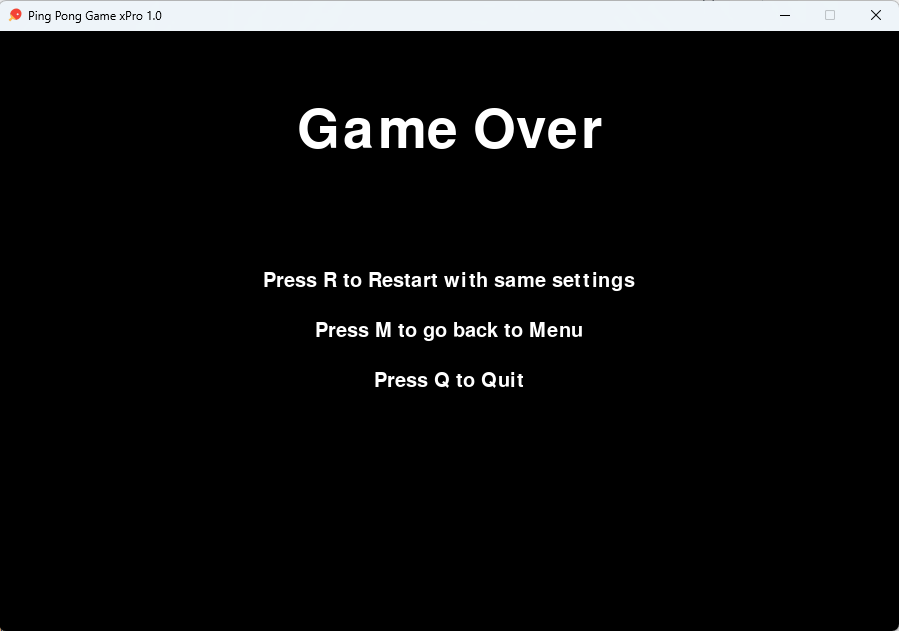 Ping Pong Game xPro 1.0
Game Over
Press R to Restart with same settings
Press M to go back to Menu
Press Q to Quit